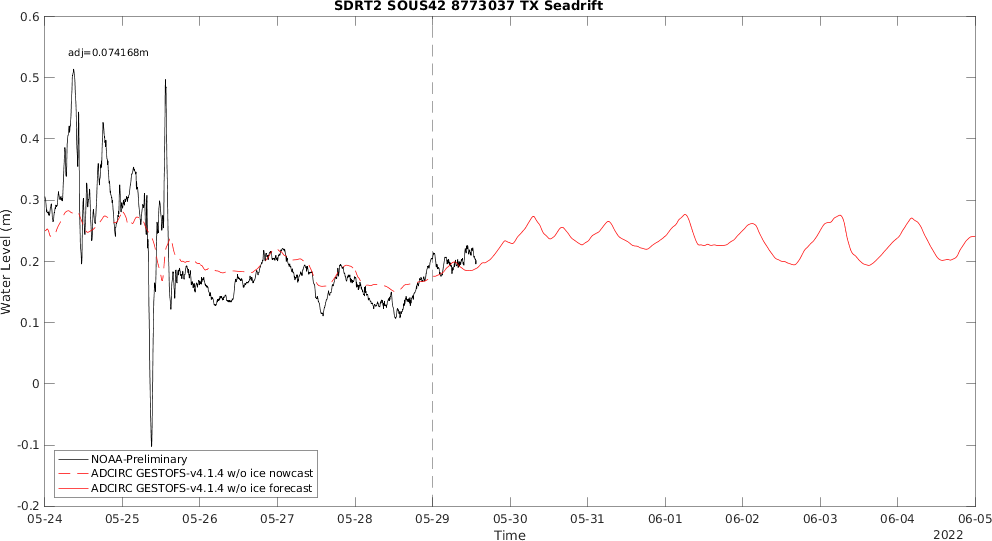 SDRT2 SOUS42 8773037 TX Seadrift
adj=0.074168m
0.6
0.5
0.4
0.3
0.2
0.1
0
-0.1
-0.2
Water Level (m)
NOAA-Preliminary
ADCIRC GESTOFS-v4.1.4 w/o ice nowcast
ADCIRC GESTOFS-v4.1.4 w/o ice forecast
05-24 05-25 05-26 05-27 05-28 05-29 05-30 05-31 06-01 06-02 06-03 06-04 06-05
Time
2022